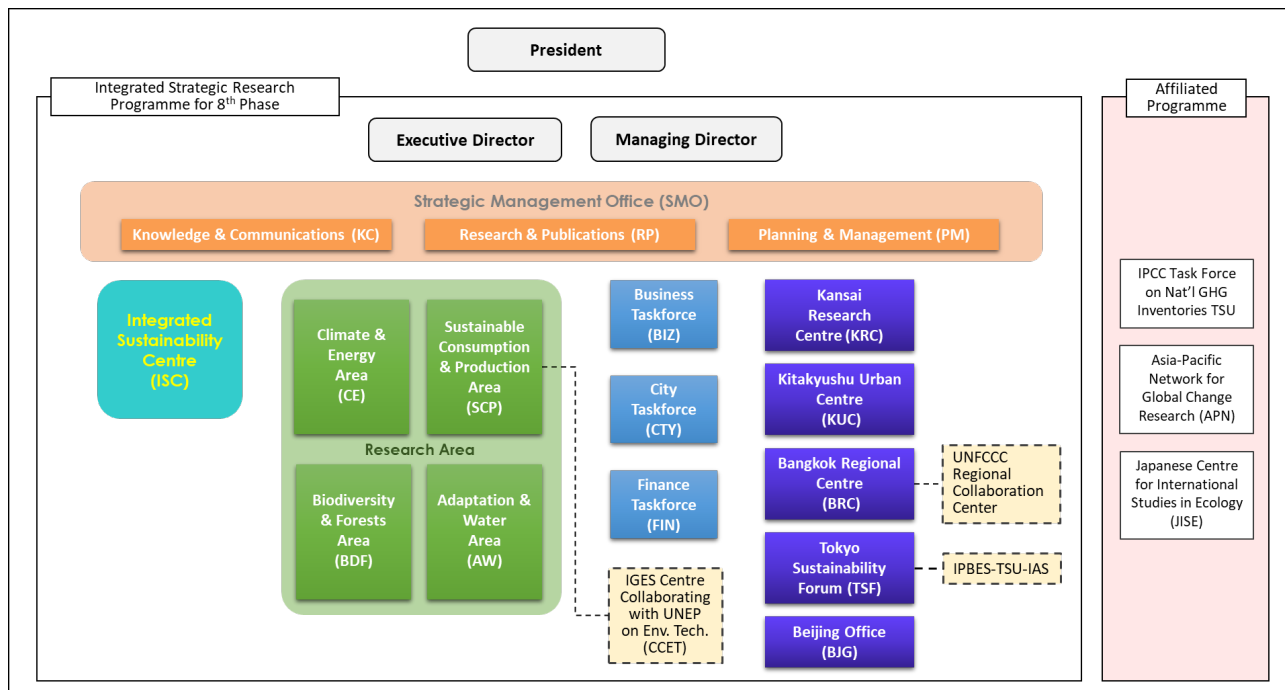 President
Integrated Strategic Research
Programme for 8th Phase
Affiliated
Programme
Executive Director
Managing Director
Strategic Management Office (SMO)
Knowledge & Communications (KC)
Research & Publications (RP)
Planning & Management (PM)
Integrated
Sustainability
Centre
(ISC)
Climate &
Energy
Area
(CE)
Sustainable
Consumption
& Production
Area
(SCP)
Research Area
Biodiversity
& Forests
Area
(BDF)
Adaptation &
Water
Area
(AW)
Business
Taskforce
(BIZ)
City
Taskforce
(CTY)
Finance
Taskforce
(FIN)
IGES Centre
Collaborating
with UNEP
on Env. Tech.
(CCET)
Kansai
Research
Centre (KRC)
Kitakyushu Urban
Centre
(KUC)
Bangkok Regional
Centre
(BRC)
Tokyo
Sustainability
Forum (TSF)
Beijing Office
(BJG)
UNFCCC
Regional
Collaboration
Center
IPBES-TSU-IAS
IPCC Task Force
on Nat’l GHG
Inventories TSU
Asia-Pacific
Network for
Global Change
Research (APN)
Japanese Centre
for International
Studies in Ecology
(JISE)